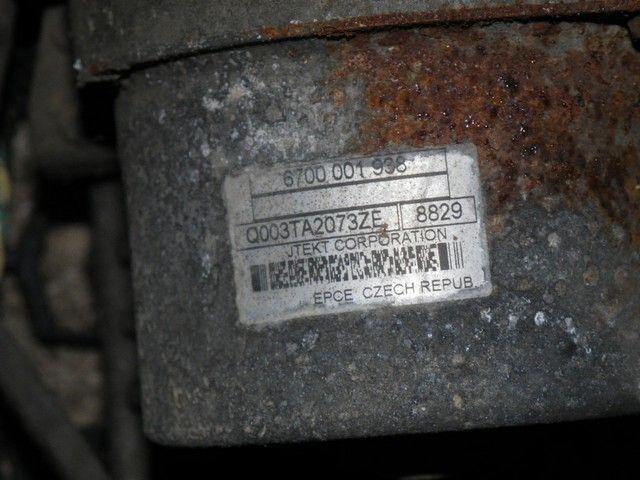 6700 001 938
Q003TA2073ZE 8829
JTEKT CORPORATION
EPCE CZECH REPUB